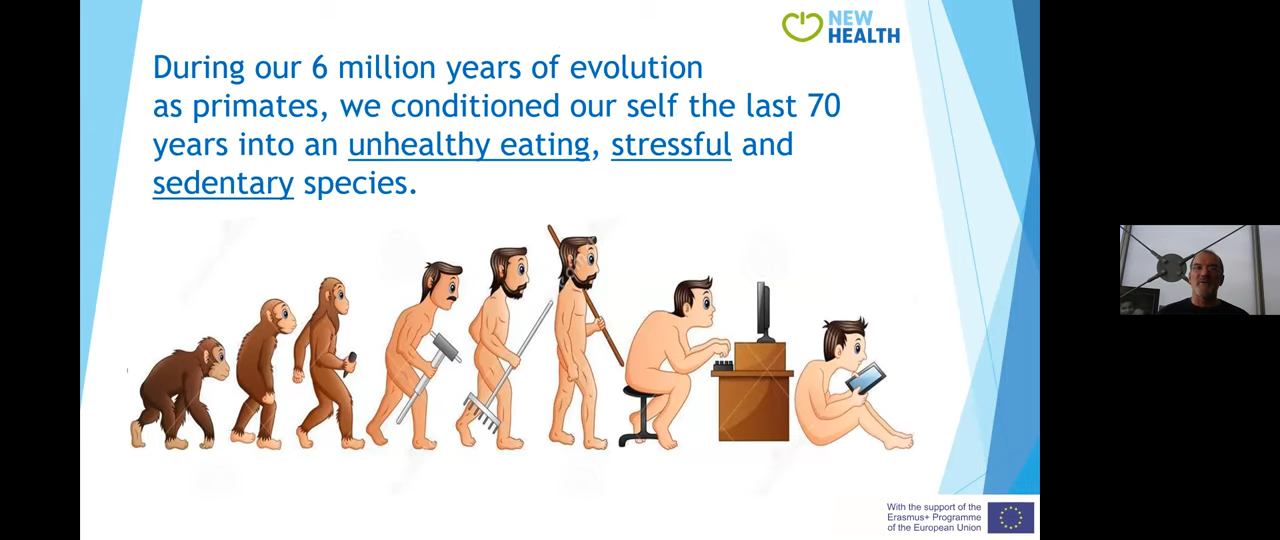 NEW
HEALTH
During our 6 million years of evolution
as primates, we conditioned our self the last 70
years into an unhealthy eating, stressful and
sedentary species.
With the support of the
Erasmus+ Programme
of the European Union